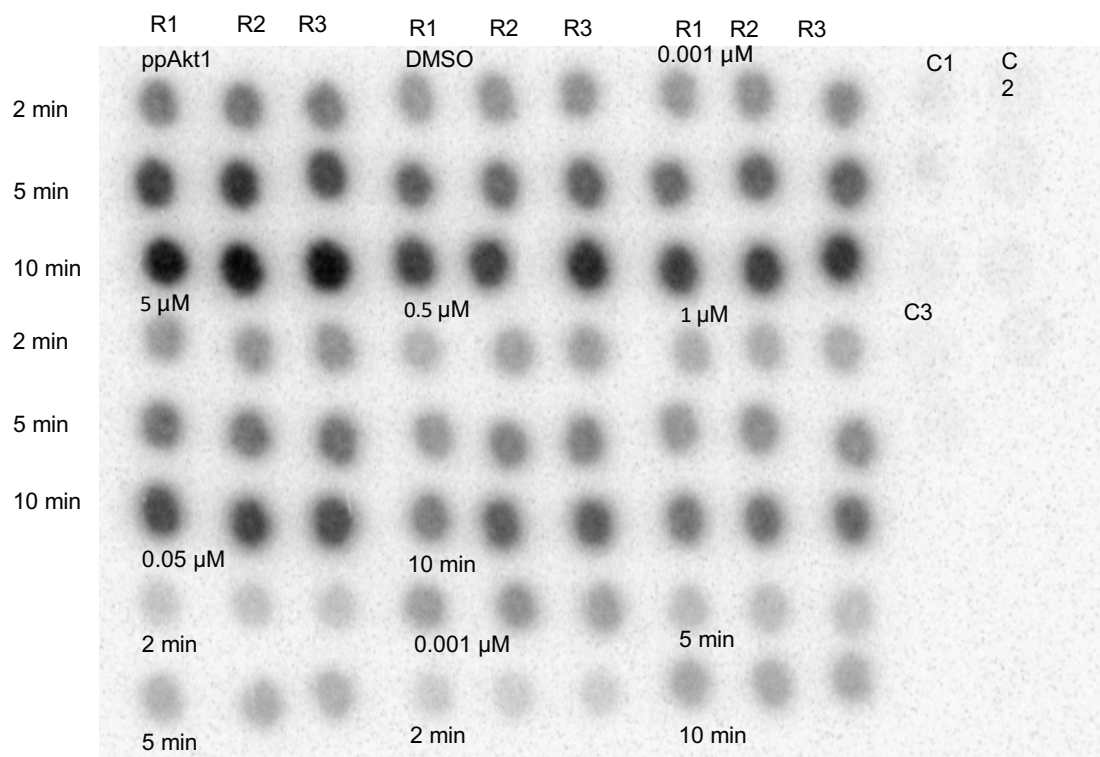 R1 R2 R3 R1 R2 R3 R1 R2 R3
ppAkt1 DMSO 0.001 µM C1 C
2
2 min
5 min
10 min
5 µM 0.5 µM 1 µM C3
2 min
5 min
10 min
0.05 µM 10 min
2 min 0.001 µM 5 min
5 min 2 min 10 min